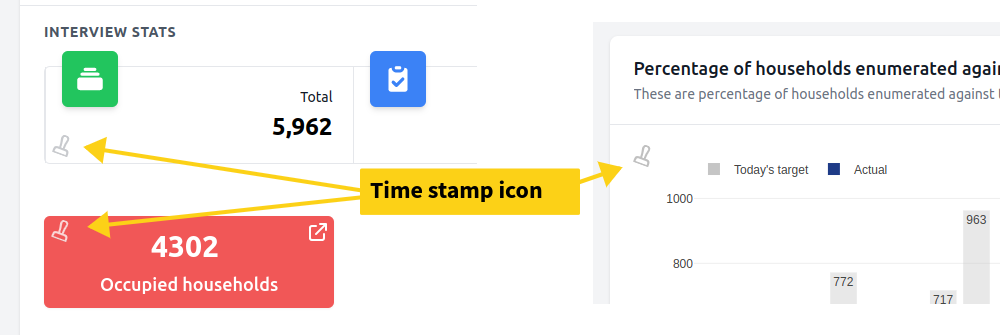 INTERVIEW STATS
Total
5,962
Time stamp icon
4302
Occupied households
Percentage of households enumerated agai
These are percentage of households enumerated against
Today's target
Actual
1000
963
800
772
717